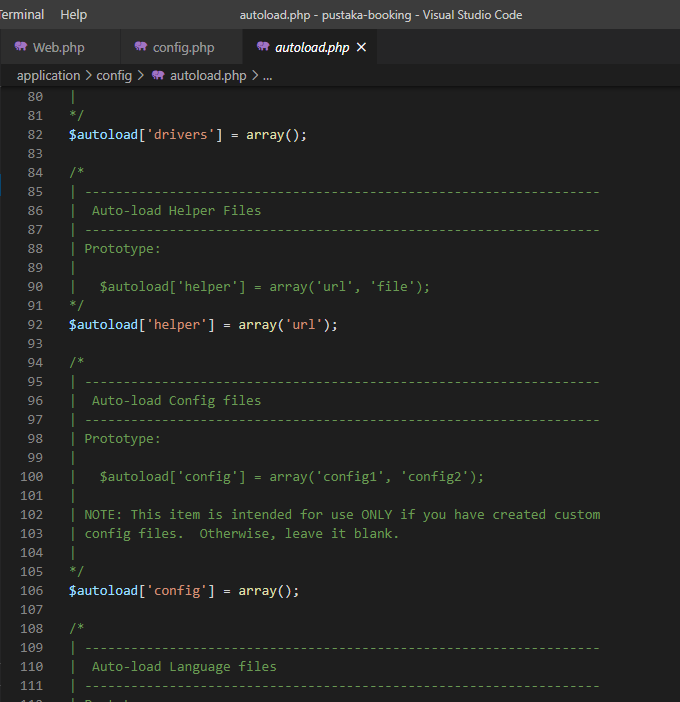 Terminal Help autoload.php - pustaka-booking - Visual Studio Code
Web.php config.php autoload.php ×
application > config > autoload.php > ...
80 |
81 */
82 $autoload['drivers'] = array();
83
84 /*
85 | -------------------------------------------------------------------
86 |  Auto-load Helper Files
87 | -------------------------------------------------------------------
88 | Prototype:
89 |
90 |   $autoload['helper'] = array('url', 'file');
91 */
92 $autoload['helper'] = array('url');
93
94 /*
95 | -------------------------------------------------------------------
96 |  Auto-load Config files
97 | -------------------------------------------------------------------
98 | Prototype:
99 |
100 |   $autoload['config'] = array('config1', 'config2');
101 |
102 | NOTE: This item is intended for use ONLY if you have created custom
103 | config files.  Otherwise, leave it blank.
104 |
105 */
106 $autoload['config'] = array();
107
108 /*
109 | -------------------------------------------------------------------
110 |  Auto-load Language files
111 | -------------------------------------------------------------------